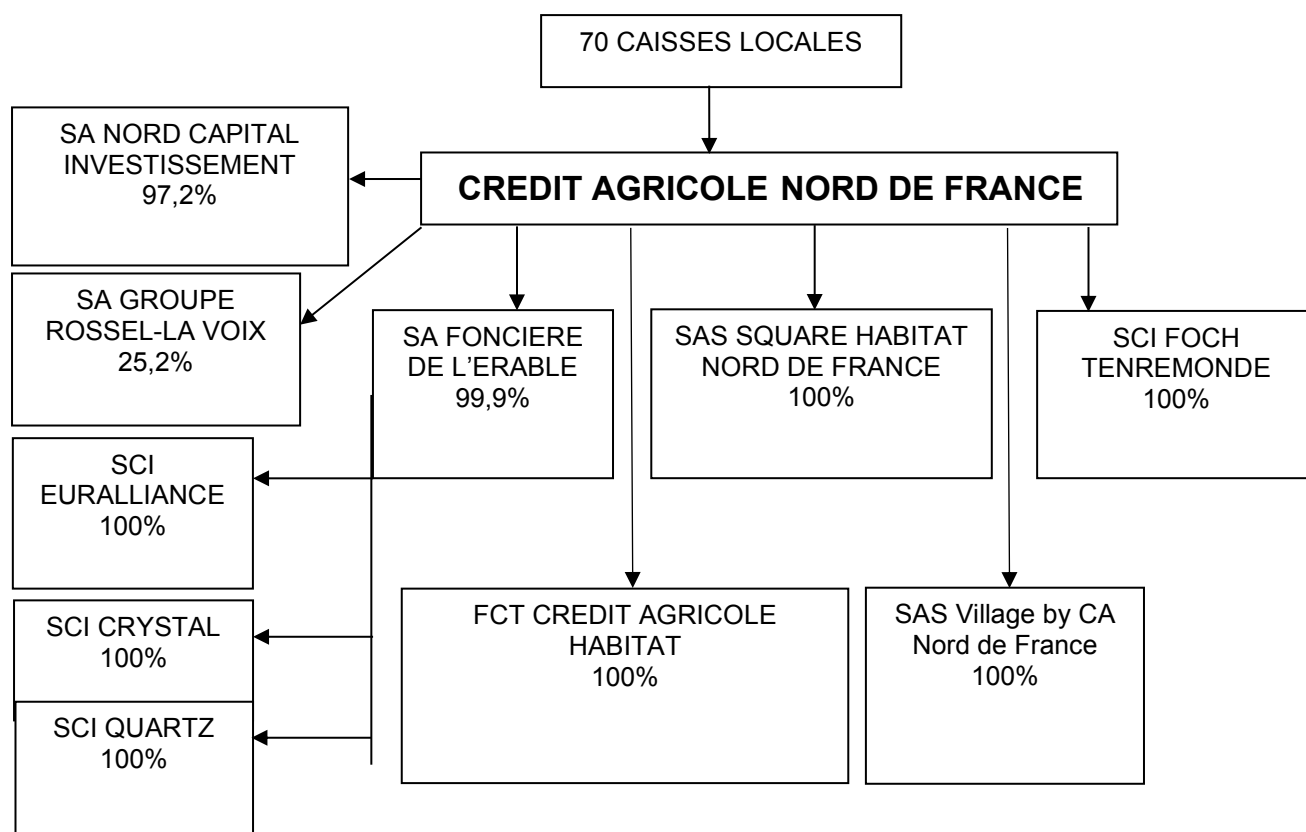 70 CAISSES LOCALES
SA NORD CAPITAL
INVESTISSEMENT
97,2%
CREDIT AGRICOLE NORD DE FRANCE
SA GROUPE
ROSSEL-LA VOIX
25,2%
SA FONCIERE
DE L’ERABLE
99,9%
SAS SQUARE HABITAT
NORD DE FRANCE
100%
SCI FOCH
TENREMONDE
100%
SCI
EURALLIANCE
100%
SCI CRYSTAL
100%
SCI QUARTZ
100%
FCT CREDIT AGRICOLE
HABITAT
100%
SAS Village by CA
Nord de France
100%